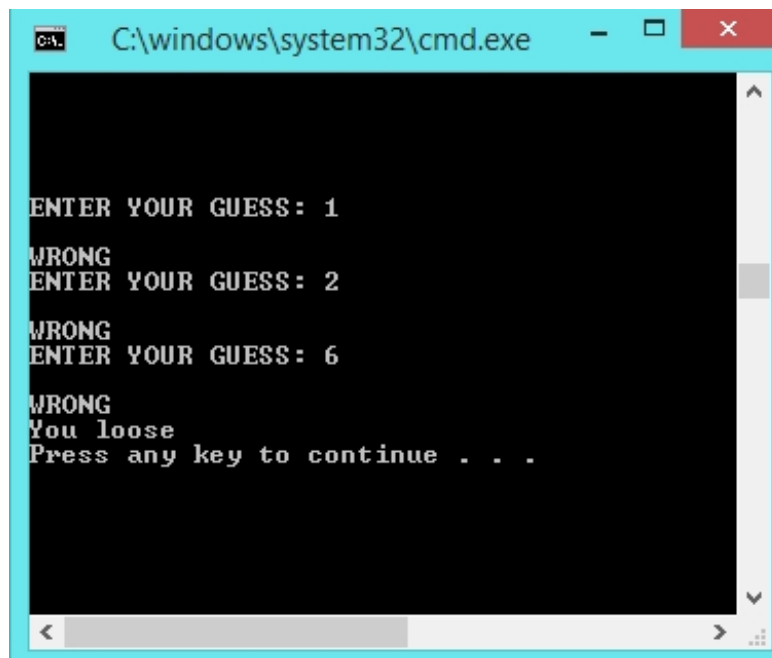 C:\windows\system32\cmd.exe
ENTER YOUR GUESS: 1
WRONG
ENTER YOUR GUESS: 2
WRONG
ENTER YOUR GUESS: 6
WRONG
You loose
Press any key to continue . . .